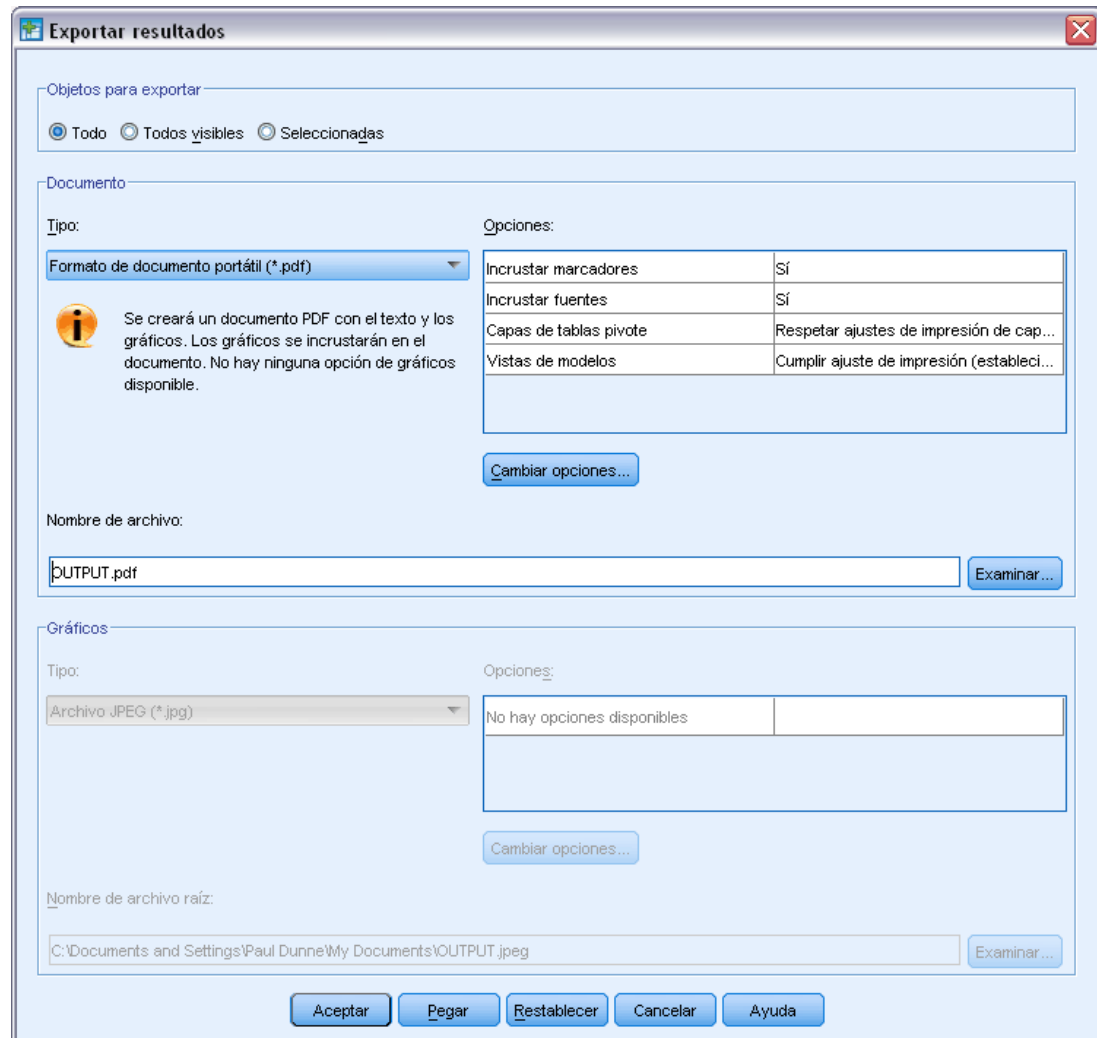 Exportar resultados
Objetos para exportar
Todo Todos visibles Seleccionadas
Documento
Tipo:
Formato de documento portátil (*.pdf)
Se creará un documento PDF con el texto y los
gráficos. Los gráficos se incrustarán en el
documento. No hay ninguna opción de gráficos
disponible.
Opciones:
Incrustar marcadores Sí
Incrustar fuentes Sí
Capas de tablas pivote Respetar ajustes de impresión de cap...
Vistas de modelos Cumplir ajuste de impresión (estableci...
Cambiar opciones...
Nombre de archivo:
OUTPUT.pdf
Examinar...
Gráficos
Tipo:
Archivo JPEG (*.jpg)
Opciones:
No hay opciones disponibles
Cambiar opciones...
Nombre de archivo raíz:
C:\Documents and Settings\Paul Dunne\My Documents\OUTPUT.jpeg
Examinar...
Aceptar Pegar Restablecer Cancelar Ayuda